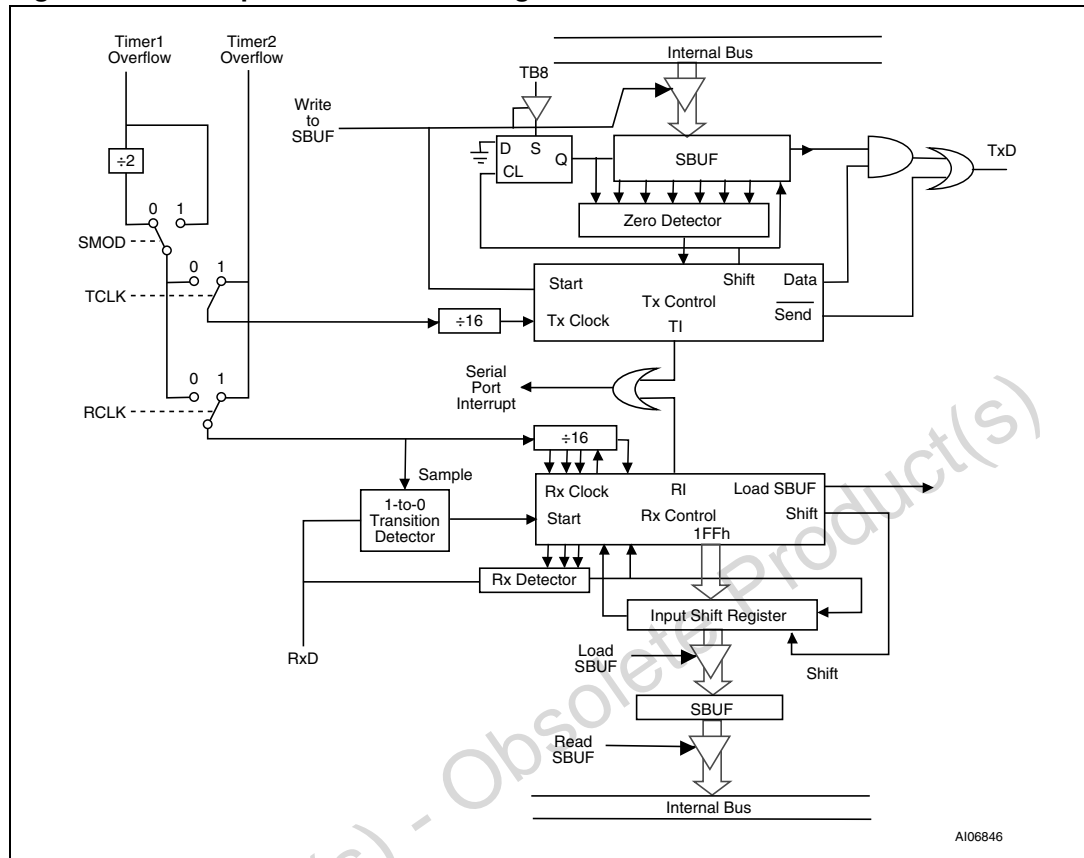 Timer1
Overflow
Timer2
Overflow
Internal Bus
TB8
Write
to
SBUF
D S
Q
CL
SBUF
TxD
÷2
Zero Detector
0 1
SMOD
0 1
TCLK
Start
Shift
Data
Tx Control
Send
÷16
Tx Clock
TI
Serial
Port
Interrupt
0 1
RCLK
÷16
Sample
Rx Clock
RI
Load SBUF
1-to-0
Transition
Detector
Start
Rx Control
Shift
1FFh
Rx Detector
Input Shift Register
RxD
Load
SBUF
Shift
SBUF
Read
SBUF
Internal Bus
AI06846
(s) - Obsolete Product(s)